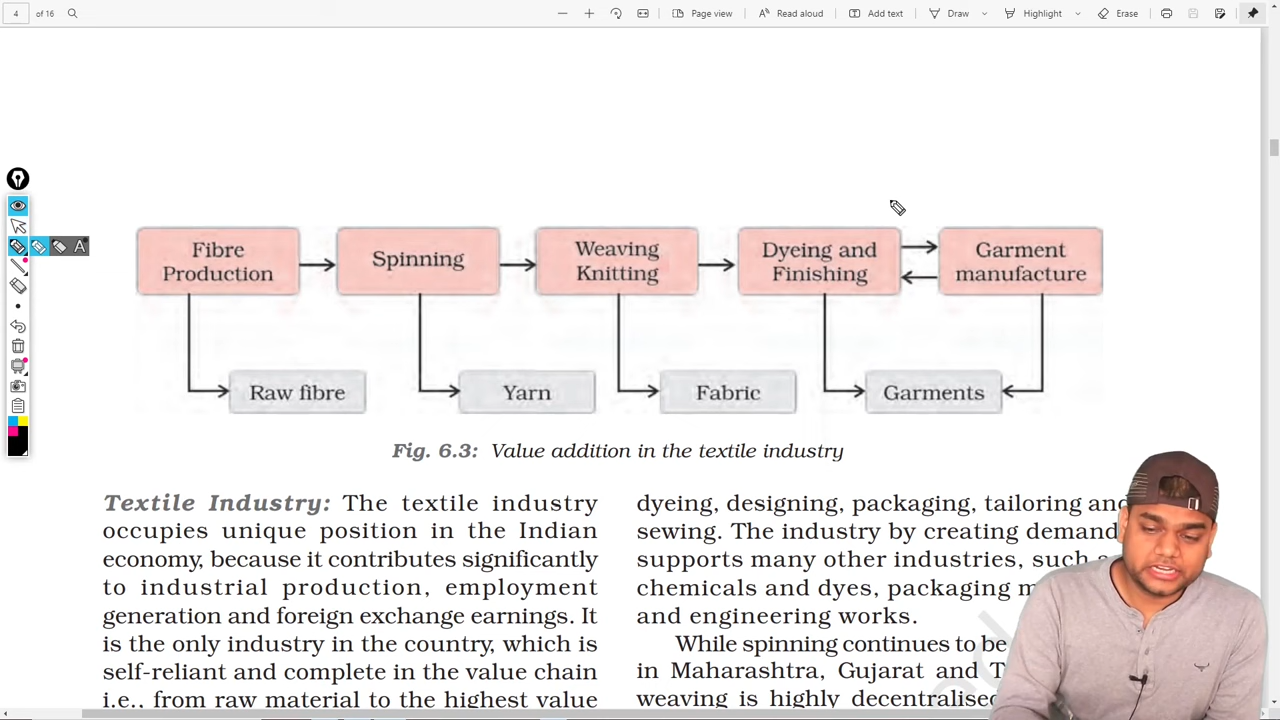 4 of 16 Page view Read aloud Add text Draw Highlight Erase
Fibre
Production
Spinning
Weaving
Knitting
Dyeing and
Finishing
Garment
manufacture
Raw fibre
Yarn
Fabric
Garments
Fig. 6.3: Value addition in the textile industry
Textile Industry: The textile industry
occupies unique position in the Indian
economy, because it contributes significantly
to industrial production, employment
generation and foreign exchange earnings. It
is the only industry in the country, which is
self-reliant and complete in the value chain
i.e., from raw material to the highest value
dyeing, designing, packaging, tailoring and
sewing. The industry by creating demand
supports many other industries, such
chemicals and dyes, packaging
and engineering works.
While spinning continues to be
in Maharashtra, Gujarat and
weaving is highly decentralised
A